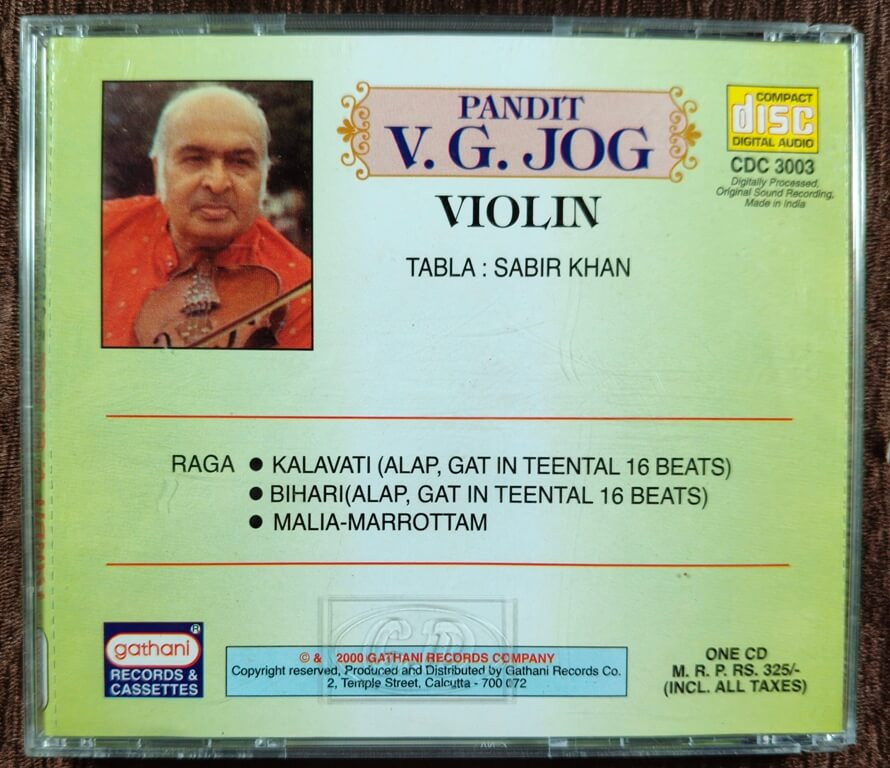 PANDIT
V. G. JOG
VIOLIN
TABLA : SABIR KHAN
COMPACT
disc
DIGITAL AUDIO
CDC 3003
Digitally Processed,
Original Sound Recording,
Made in India
RAGA ● KALAVATI (ALAP, GAT IN TEENTAL 16 BEATS)
● BIHARI(ALAP, GAT IN TEENTAL 16 BEATS)
● MALIA-MARROTTAM
gathani ®
RECORDS &
CASSETTES
© & 2000 GATHANI RECORDS COMPANY
Copyright reserved, Produced and Distributed by Gathani Records Co.
2, Temple Street, Calcutta - 700 072
CD
ONE CD
M. R. P. RS. 325/-
(INCL. ALL TAXES)